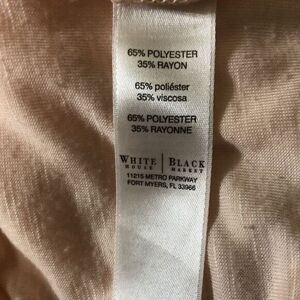 65% POLYESTER
35% RAYON
65% poliéster
35% viscosa
65% POLYESTER
35% RAYONNE
WHITE | BLACK
HOUSE | MARKET
11215 METRO PARKWAY
FORT MYERS, FL 33966